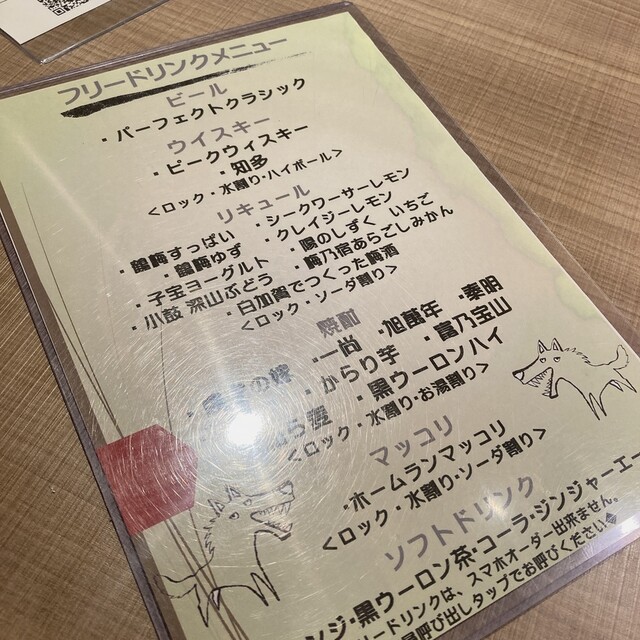 フリードリンクメニュー
ビール
・パーフェクトクラシック
ウイスキー
・ピークウィスキー
・知多
<ロック・水割り・ハイボール>
リキュール
・鶴梅すっぱい ・シークワーサーレモン
・鶴梅ゆず ・クレイジーレモン
・子宝ヨーグルト ・陽のしずく いちご
・小鼓 深山ぶどう ・梅乃宿あらごしみかん
・白加賀でつくった梅酒
<ロック・ソーダ割り>
焼酎
・一尚 ・旭萬年 ・泰明
・からり芋 ・富乃宝山
・黒ウーロンハイ
<ロック・水割り・お湯割り>
マッコリ
・ホームランマッコリ
<ロック・水割り・ソーダ割り>
ソフトドリンク
ンジ・黒ウーロン茶・コーラ・ジンジャーエー
リードリンクは、スマホオーダー出来ません。
員呼び出しタップでお呼びください